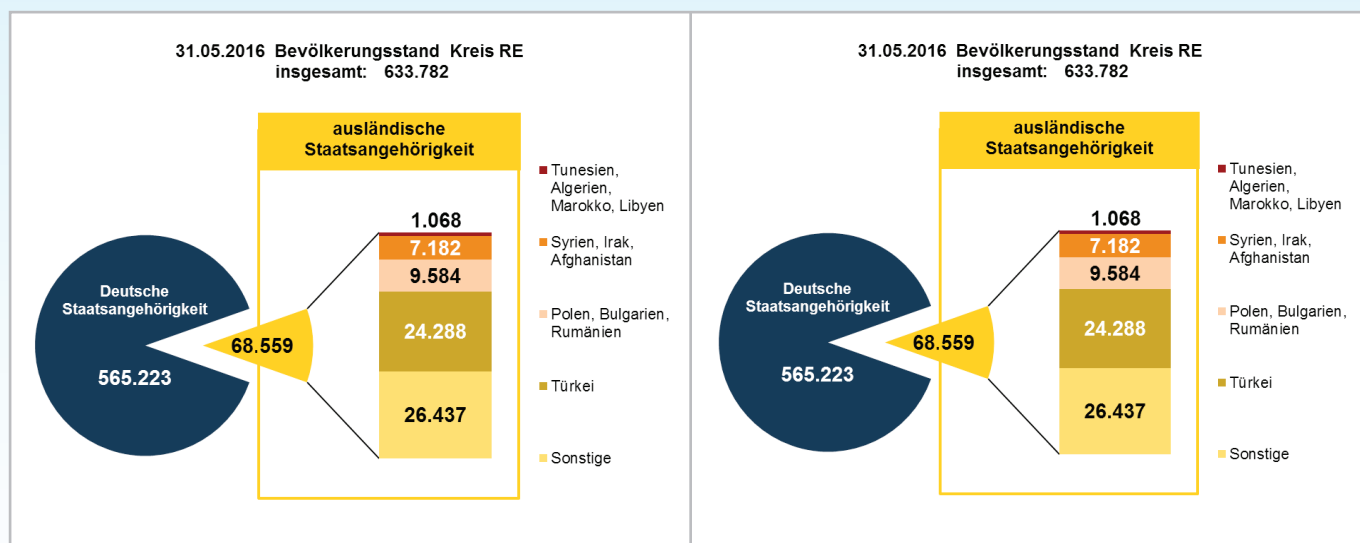 31.05.2016 Bevölkerungsstand Kreis RE
insgesamt: 633.782
ausländische
Staatsangehörigkeit
Deutsche
Staatsangehörigkeit
565.223
68.559
1.068
7.182
9.584
24.288
26.437
Tunesien,
Algerien,
Marokko, Libyen
Syrien, Irak,
Afghanistan
Polen, Bulgarien,
Rumänien
Türkei
Sonstige
31.05.2016 Bevölkerungsstand Kreis RE
insgesamt: 633.782
ausländische
Staatsangehörigkeit
Deutsche
Staatsangehörigkeit
565.223
68.559
1.068
7.182
9.584
24.288
26.437
Tunesien,
Algerien,
Marokko, Libyen
Syrien, Irak,
Afghanistan
Polen, Bulgarien,
Rumänien
Türkei
Sonstige